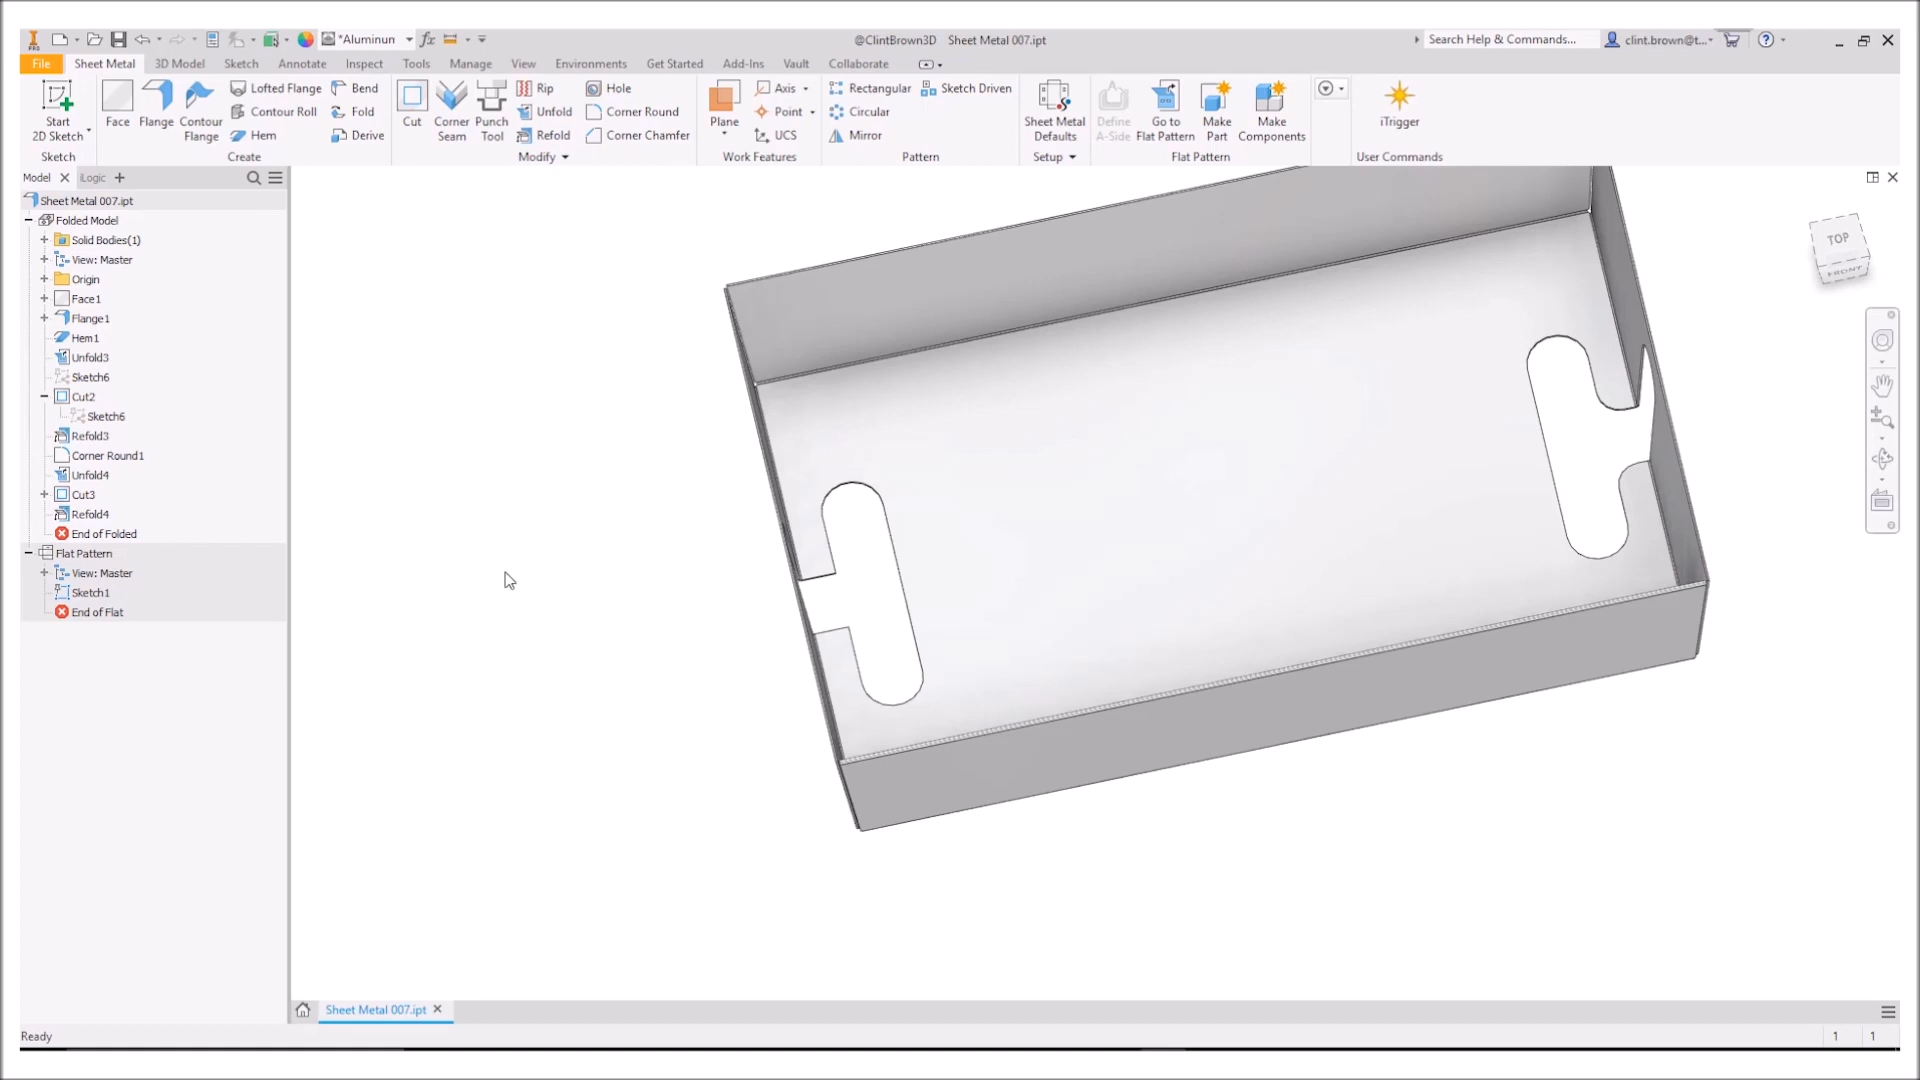 *Aluminun
fx
@ClintBrown3D Sheet Metal 007.ipt
Search Help & Commands...
clint.brown@t...
File Sheet Metal 3D Model Sketch Annotate Inspect Tools Manage View Environments Get Started Add-Ins Vault Collaborate
Start
2D Sketch
Face
Flange
Contour
Flange
Lofted Flange
Contour Roll
Hem
Bend
Fold
Derive
Cut
Corner
Seam
Punch
Tool
Rip
Unfold
Refold
Hole
Corner Round
Corner Chamfer
Plane
Axis
Point
UCS
Rectangular
Circular
Mirror
Sketch Driven
Sheet Metal
Defaults
Define
A-Side
Go to
Flat Pattern
Make
Part
Make
Components
iTrigger
Sketch Create Modify Work Features Pattern Setup Flat Pattern User Commands
Model iLogic
Sheet Metal 007.ipt
Folded Model
Solid Bodies(1)
View: Master
Origin
Face1
Flange1
Hem1
Unfold3
Sketch6
Cut2
Sketch6
Refold3
Corner Round1
Unfold4
Cut3
Refold4
End of Folded
Flat Pattern
View: Master
Sketch1
End of Flat
TOP
FRONT
Sheet Metal 007.ipt
Ready
1 1